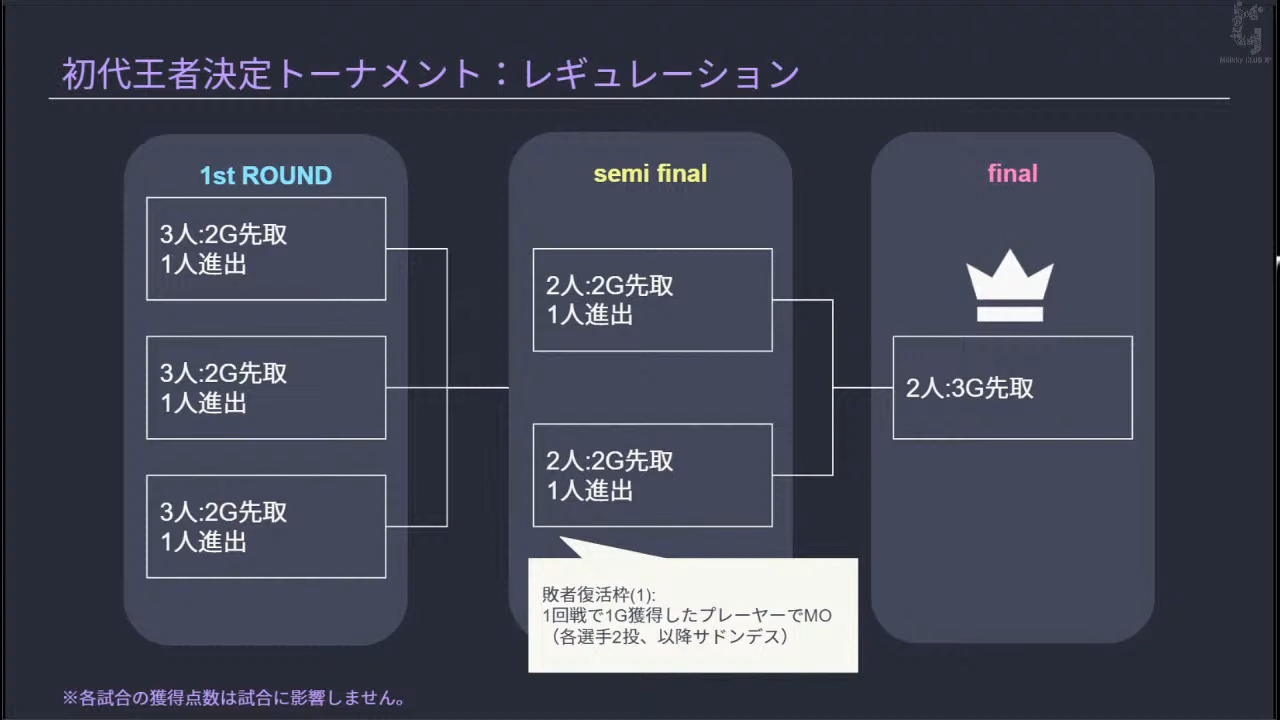 初代王者決定トーナメント：レギュレーション
1st ROUND
3人:2G先取
1人進出
3人:2G先取
1人進出
3人:2G先取
1人進出
semi final
2人:2G先取
1人進出
2人:2G先取
1人進出
敗者復活枠(1):
1回戦で1G獲得したプレーヤーでMO
（各選手2投、以降サドンデス）
final
2人:3G先取
※各試合の獲得点数は試合に影響しません。